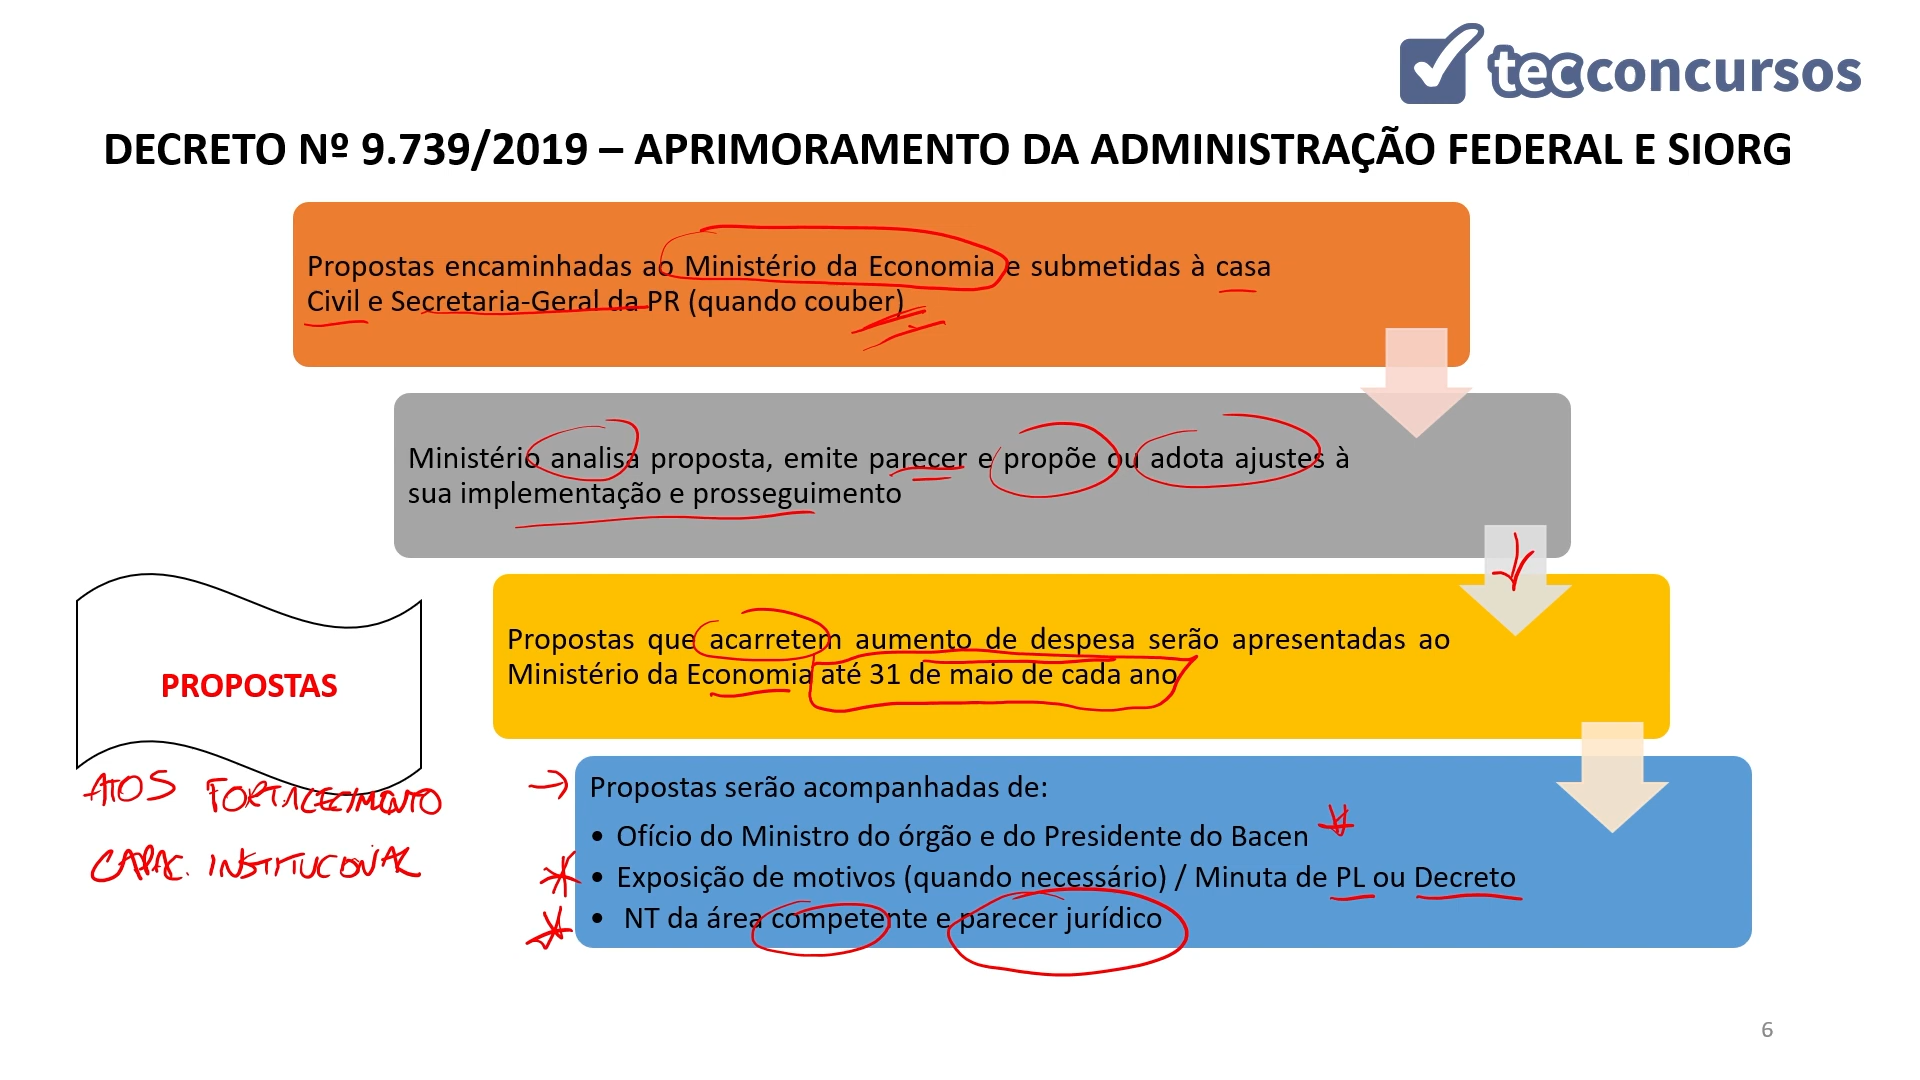 tecconcursos
DECRETO Nº 9.739/2019 – APRIMORAMENTO DA ADMINISTRAÇÃO FEDERAL E SIORG
Propostas encaminhadas ao Ministério da Economia e submetidas à casa
Civil e Secretaria-Geral da PR (quando couber)
Ministério analisa proposta, emite parecer e propõe ou adota ajustes à
sua implementação e prosseguimento
Propostas que acarretem aumento de despesa serão apresentadas ao
Ministério da Economia até 31 de maio de cada ano
PROPOSTAS
ATOS FORTALECIMENTO
CAPAC. INSTITUCIONAL
Propostas serão acompanhadas de:
• Ofício do Ministro do órgão e do Presidente do Bacen
• Exposição de motivos (quando necessário) / Minuta de PL ou Decreto
• NT da área competente e parecer jurídico
6